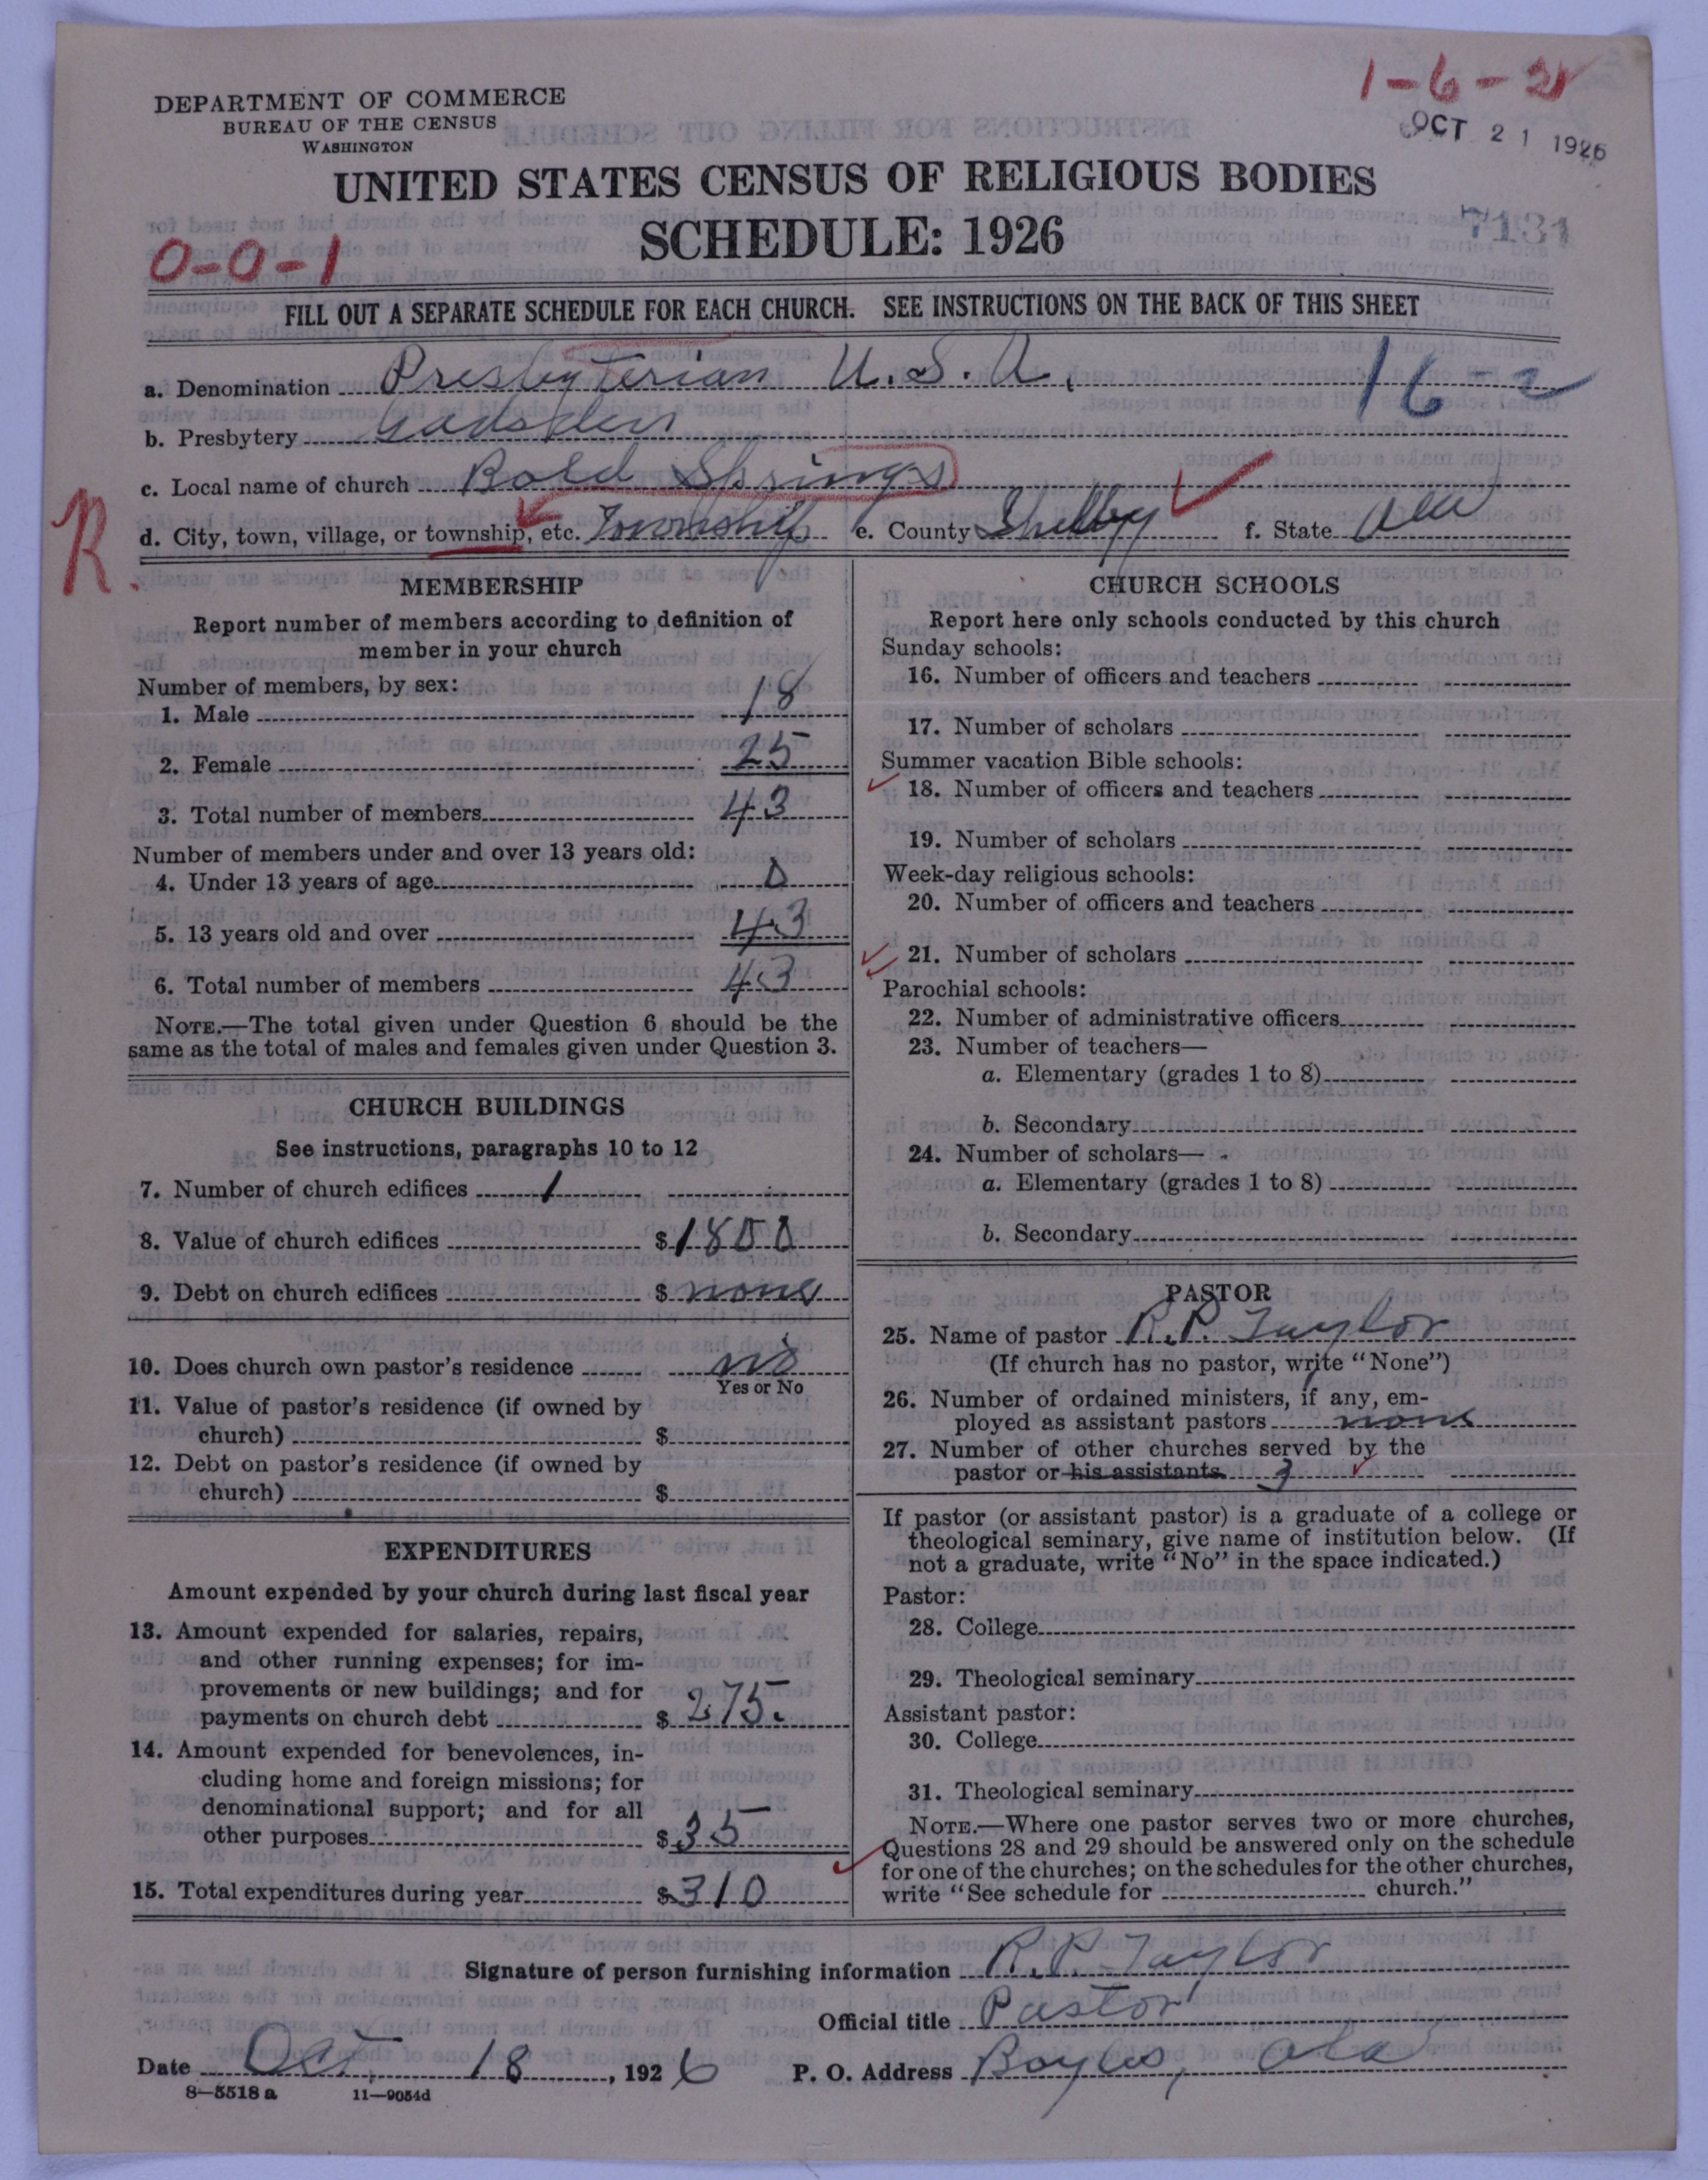 1-6-2
OCT 21 1926
7131
DEPARTMENT OF COMMERCE
BUREAU OF THE CENSUS
WASHINGTON
UNITED STATES CENSUS OF RELIGIOUS BODIES
SCHEDULE: 1926
0-0-1
FILL OUT A SEPARATE SCHEDULE FOR EACH CHURCH. SEE INSTRUCTIONS ON THE BACK OF THIS SHEET
a. Denomination Presbyterian U.S.A. 16-2
b. Presbytery Gadsden
c. Local name of church Bold Springs
R.
d. City, town, village, or township, etc. Township e. County Shelby f. State Ala
MEMBERSHIP
Report number of members according to definition of
member in your church
Number of members, by sex:
1. Male 18
2. Female 25
3. Total number of members 43
Number of members under and over 13 years old:
4. Under 13 years of age 0
5. 13 years old and over 43
6. Total number of members 43
NOTE.—The total given under Question 6 should be the
same as the total of males and females given under Question 3.
CHURCH BUILDINGS
See instructions, paragraphs 10 to 12
7. Number of church edifices 1
8. Value of church edifices $1800
9. Debt on church edifices $ none
10. Does church own pastor's residence no
Yes or No
11. Value of pastor's residence (if owned by
church) $
12. Debt on pastor's residence (if owned by
church) $
EXPENDITURES
Amount expended by your church during last fiscal year
13. Amount expended for salaries, repairs,
and other running expenses; for im-
provements or new buildings; and for
payments on church debt $ 275.
14. Amount expended for benevolences, in-
cluding home and foreign missions; for
denominational support; and for all
other purposes $35
15. Total expenditures during year $310
CHURCH SCHOOLS
Report here only schools conducted by this church
Sunday schools:
16. Number of officers and teachers
17. Number of scholars
Summer vacation Bible schools:
18. Number of officers and teachers
19. Number of scholars
Week-day religious schools:
20. Number of officers and teachers
21. Number of scholars
Parochial schools:
22. Number of administrative officers
23. Number of teachers—
a. Elementary (grades 1 to 8)
b. Secondary
24. Number of scholars—
a. Elementary (grades 1 to 8)
b. Secondary
PASTOR
25. Name of pastor R.P. Taylor
(If church has no pastor, write "None")
26. Number of ordained ministers, if any, em-
ployed as assistant pastors none
27. Number of other churches served by the
pastor or his assistants 3
If pastor (or assistant pastor) is a graduate of a college or
theological seminary, give name of institution below. (If
not a graduate, write "No" in the space indicated.)
Pastor:
28. College
29. Theological seminary
Assistant pastor:
30. College
31. Theological seminary
NOTE.—Where one pastor serves two or more churches,
Questions 28 and 29 should be answered only on the schedule
for one of the churches; on the schedules for the other churches,
write "See schedule for church."
Signature of person furnishing information R.P. Taylor
Official title Pastor
Date Oct. 18, 1926 P. O. Address Boyles, Ala
8—5518 a 11—9054d